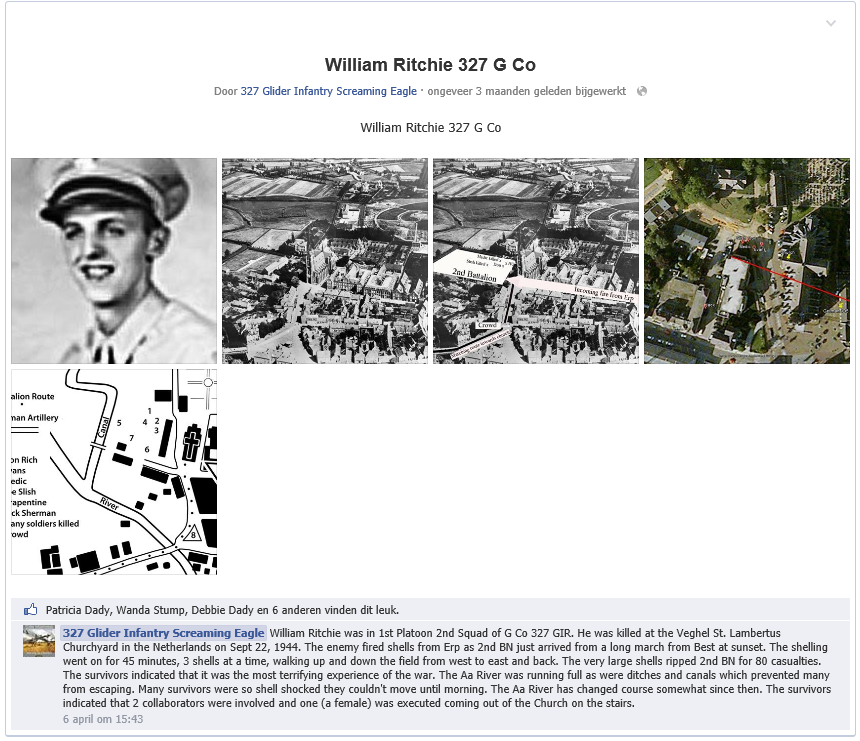 William Ritchie 327 G Co
Door 327 Glider Infantry Screaming Eagle · ongeveer 3 maanden geleden bijgewerkt
William Ritchie 327 G Co
2nd Battalion
Incoming fire from Erp
Crowd
alion Route
man Artillery
on Rich
ans
edic
e Slish
rapentine
ck Sherman
any soldiers killed
owd
Canal
River
1
2
3
4
5
6
7
8
Patricia Dady, Wanda Stump, Debbie Dady en 6 anderen vinden dit leuk.
327 Glider Infantry Screaming Eagle William Ritchie was in 1st Platoon 2nd Squad of G Co 327 GIR. He was killed at the Veghel St. Lambertus
Churchyard in the Netherlands on Sept 22, 1944. The enemy fired shells from Erp as 2nd BN just arrived from a long march from Best at sunset. The shelling
went on for 45 minutes, 3 shells at a time, walking up and down the field from west to east and back. The very large shells ripped 2nd BN for 80 casualties.
The survivors indicated that it was the most terrifying experience of the war. The Aa River was running full as were ditches and canals which prevented many
from escaping. Many survivors were so shell shocked they couldn't move until morning. The Aa River has changed course somewhat since then. The survivors
indicated that 2 collaborators were involved and one (a female) was executed coming out of the Church on the stairs.
6 april om 15:43